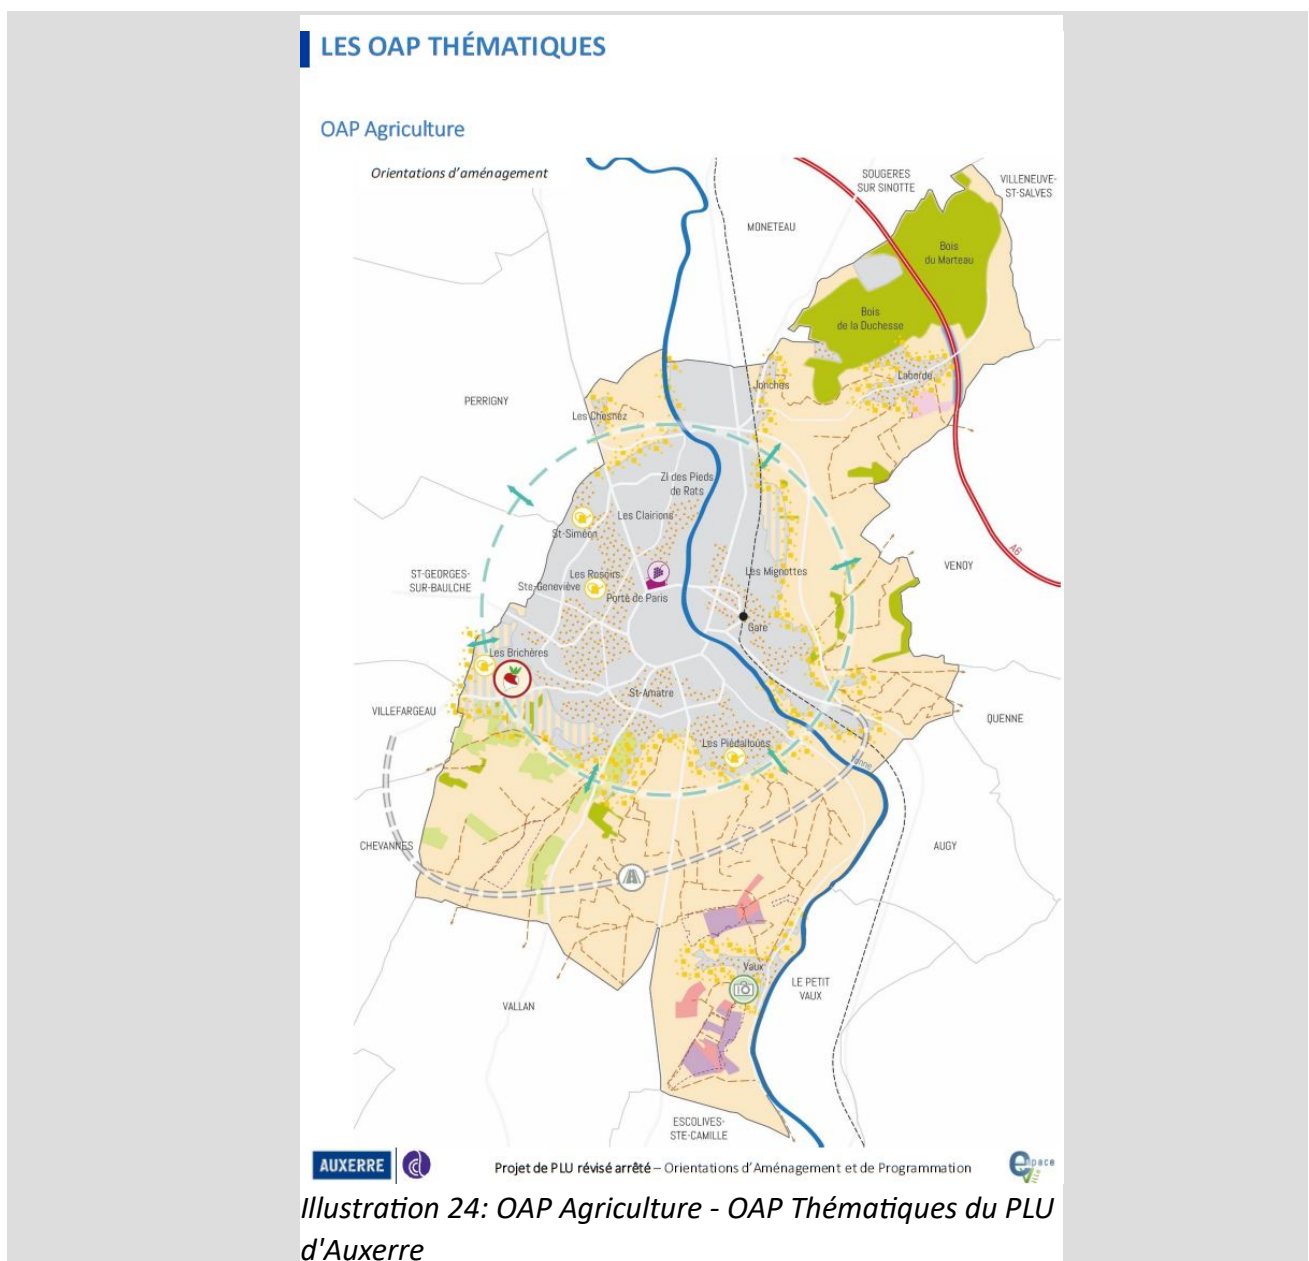 LES OAP THÉMATIQUES
OAP Agriculture
Orientations d'aménagement
SOUGERES
SUR SINOTTE
VILLENEUVE-
ST-SALVES
MONETEAU
Bois
du Marteau
Bois
de la Duchesse
Laborde
Jonches
PERRIGNY
Les Chesnez
ZI des Pieds
de Rats
Les Clairions
St-Siméon
A6
VENOY
ST-GEORGES-
SUR-BAULCHE
Les Rosoirs
Ste-Geneviève
Porte de Paris
Les Mignottes
Gare
Les Brichères
St-Amatre
VILLEFARGEAU
QUENNE
Les Piedalloues
Yonne
CHEVANNES
AUGY
Vaux
LE PETIT
VAUX
VALLAN
ESCOLIVES-
STE-CAMILLE
AUXERRE
Projet de PLU révisé arrêté – Orientations d'Aménagement et de Programmation
Illustration 24: OAP Agriculture - OAP Thématiques du PLU
d'Auxerre